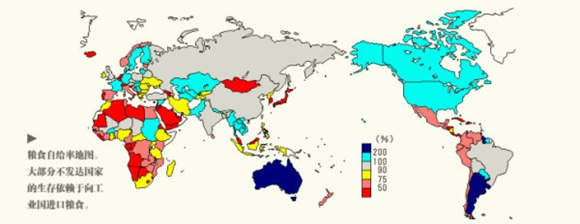 粮食自给率地图。
大部分不发达国家
的生存依赖于向工
业国进口粮食。
(%)
200
100
90
75
50